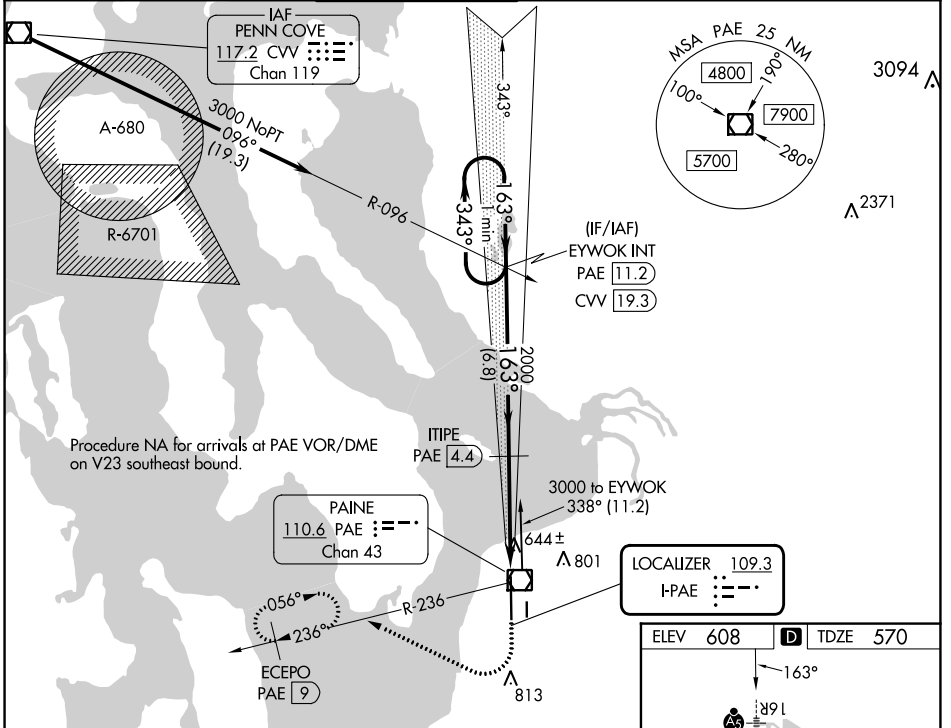 IAF
PENN COVE
117.2 CVV
Chan 119
A-680
R-6701
3000 NoPT
096°
(19.3)
R-096
343°
163°
343°
1 min
MSA PAE 25 NM
4800
7900
5700
100°
190°
280°
3094
2371
(IF/IAF)
EYWOK INT
PAE 11.2
CVV 19.3
2000
163°
(6.8)
Procedure NA for arrivals at PAE VOR/DME
on V23 southeast bound.
ITIPE
PAE 4.4
3000 to EYWOK
338° (11.2)
PAINE
110.6 PAE
Chan 43
644±
801
LOCALIZER 109.3
I-PAE
R-236
056°
236°
ECEPO
PAE 9
813
ELEV 608 D TDZE 570
163°
16R
A5